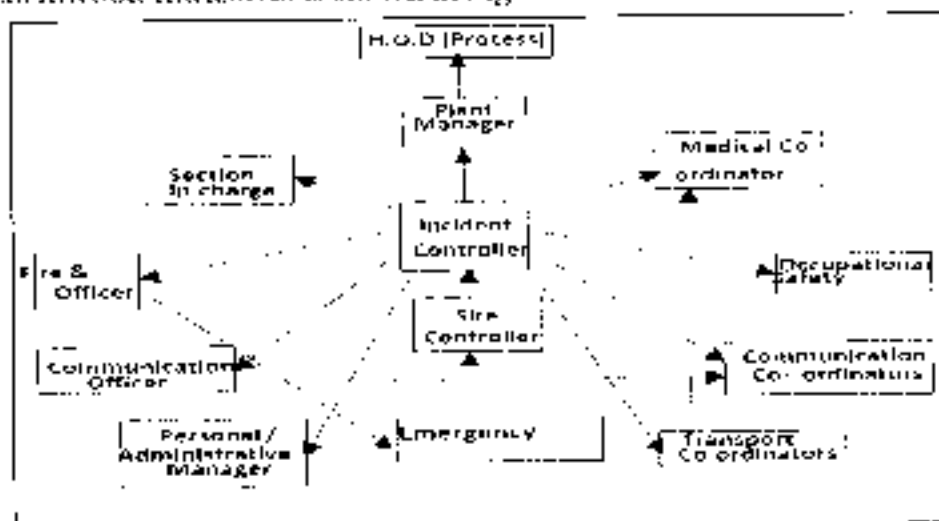 H.O.D (Process)
Plant
Manager
Medical Co
ordinator
Section
In charge
Incident
Controller
Fire &
Officer
Occupational
Safety
Site
Controller
Communication
Officer
Communication
Co- ordinators
Personal /
Administrative
Manager
Emergency
Transport
Co ordinators